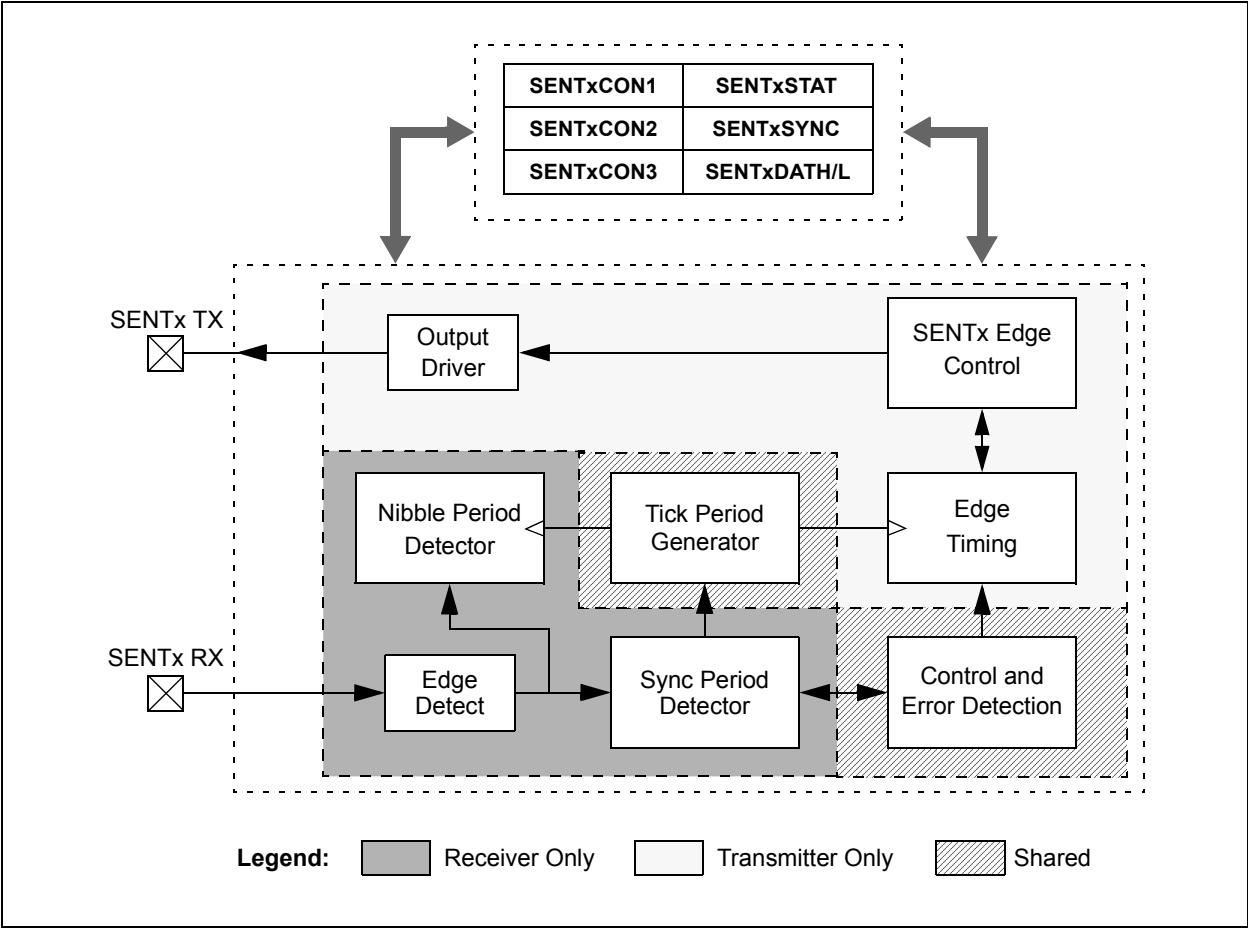 SENTxCON1 SENTxSTAT
SENTxCON2 SENTxSYNC
SENTxCON3 SENTxDATH/L
SENTx TX
Output
Driver
SENTx Edge
Control
Nibble Period
Detector
Tick Period
Generator
Edge
Timing
SENTx RX
Edge
Detect
Sync Period
Detector
Control and
Error Detection
Legend: Receiver Only Transmitter Only Shared